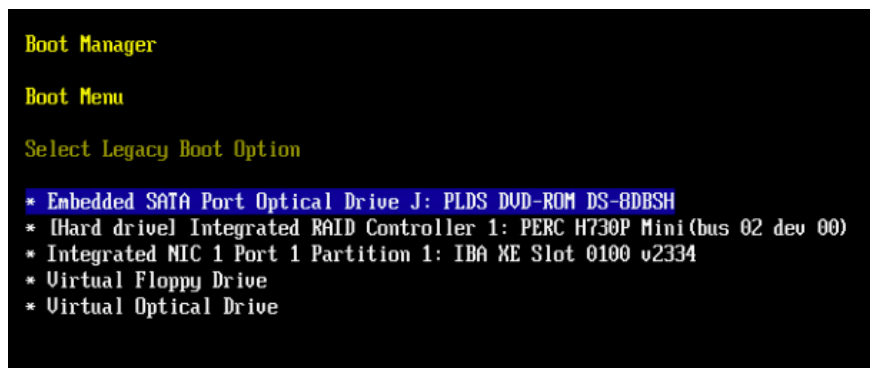 Boot Manager
Boot Menu
Select Legacy Boot Option
* Embedded SATA Port Optical Drive J: PLDS DVD-ROM DS-8DBSH
* [Hard drive] Integrated RAID Controller 1: PERC H730P Mini(bus 02 dev 00)
* Integrated NIC 1 Port 1 Partition 1: IBA XE Slot 0100 v2334
* Virtual Floppy Drive
* Virtual Optical Drive